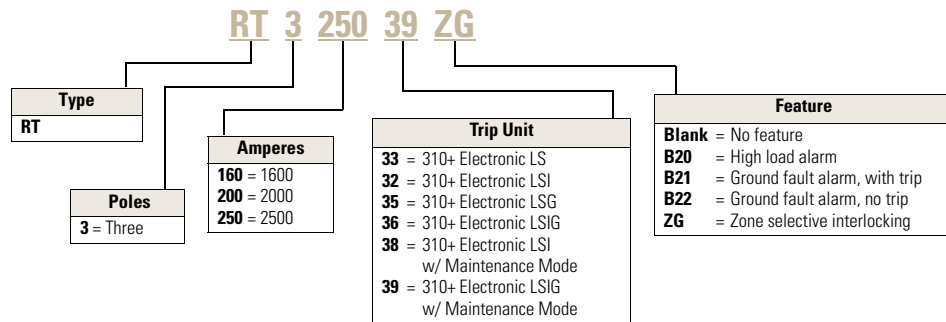 RT 3 250 39 ZG
Type
RT
Poles
3 = Three
Amperes
160 = 1600
200 = 2000
250 = 2500
Trip Unit
33 = 310+ Electronic LS
32 = 310+ Electronic LSI
35 = 310+ Electronic LSG
36 = 310+ Electronic LSIG
38 = 310+ Electronic LSI
w/ Maintenance Mode
39 = 310+ Electronic LSIG
w/ Maintenance Mode
Feature
Blank = No feature
B20 = High load alarm
B21 = Ground fault alarm, with trip
B22 = Ground fault alarm, no trip
ZG = Zone selective interlocking